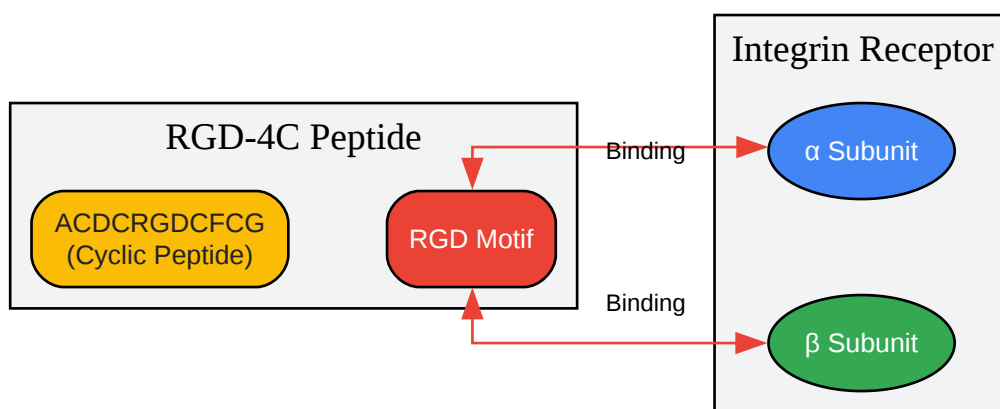 Integrin Receptor
RGD-4C Peptide
Binding
α Subunit
ACDCRGDCFCG
(Cyclic Peptide)
RGD Motif
Binding
β Subunit